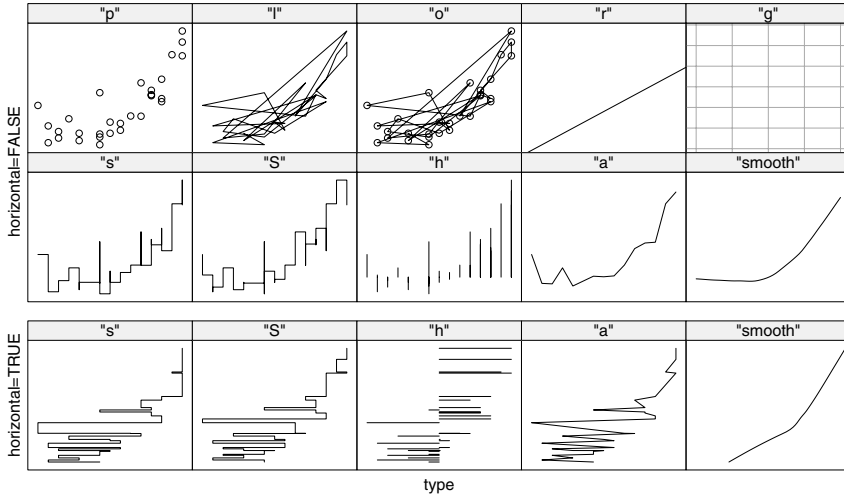 "p" "l" "o" "r" "g"
horizontal=FALSE
"s" "S" "h" "a" "smooth"
horizontal=TRUE
"s" "S" "h" "a" "smooth"
type